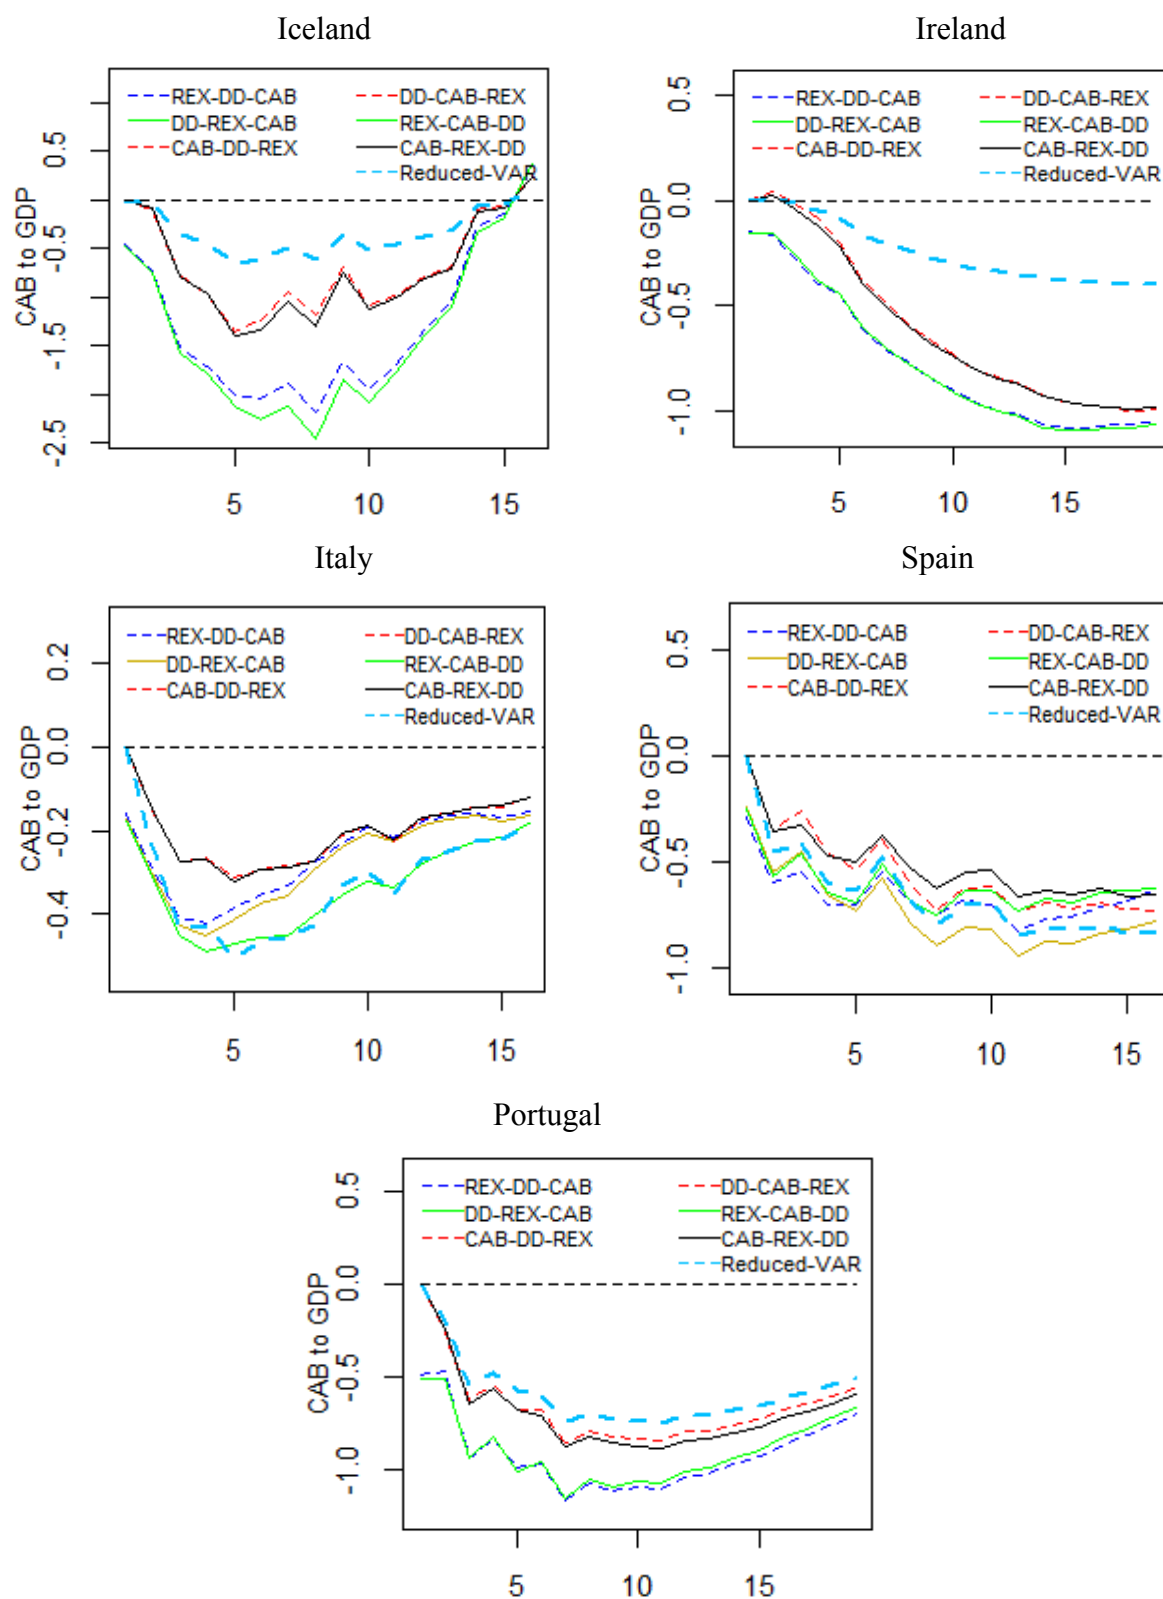 Iceland
CAB to GDP
0.5
-0.5
-1.5
-2.5
REX-DD-CAB
DD-REX-CAB
CAB-DD-REX
DD-CAB-REX
REX-CAB-DD
CAB-REX-DD
Reduced-VAR
5 10 15
Ireland
CAB to GDP
0.5
0.0
-0.5
-1.0
REX-DD-CAB
DD-REX-CAB
CAB-DD-REX
DD-CAB-REX
REX-CAB-DD
CAB-REX-DD
Reduced-VAR
5 10 15
Italy
CAB to GDP
0.2
0.0
-0.2
-0.4
REX-DD-CAB
DD-REX-CAB
CAB-DD-REX
DD-CAB-REX
REX-CAB-DD
CAB-REX-DD
Reduced-VAR
5 10 15
Spain
CAB to GDP
0.5
0.0
-0.5
-1.0
REX-DD-CAB
DD-REX-CAB
CAB-DD-REX
DD-CAB-REX
REX-CAB-DD
CAB-REX-DD
Reduced-VAR
5 10 15
Portugal
CAB to GDP
0.5
0.0
-0.5
-1.0
REX-DD-CAB
DD-REX-CAB
CAB-DD-REX
DD-CAB-REX
REX-CAB-DD
CAB-REX-DD
Reduced-VAR
5 10 15